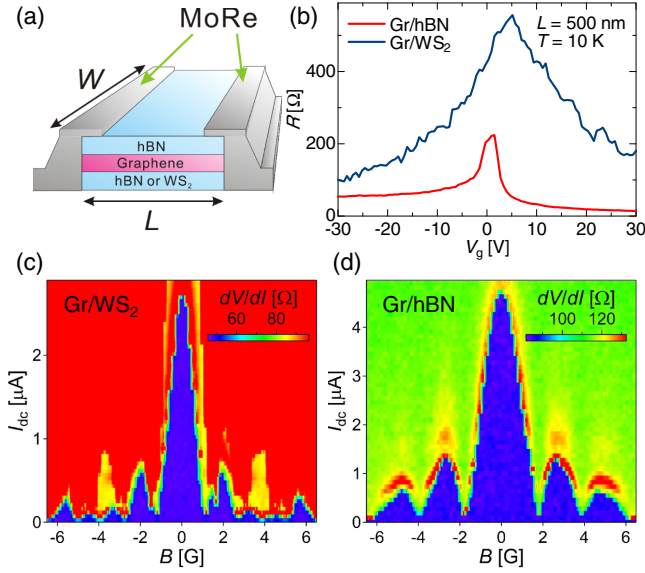 (a)
MoRe
W
hBN
Graphene
hBN or WS₂
L
(b)
Gr/hBN
Gr/WS₂
L = 500 nm
T = 10 K
R [Ω]
400
200
0
-30 -20 -10 0 10 20 30
Vg [V]
(c)
Gr/WS₂
dV/dI [Ω]
60 80
Idc [µA]
2
1
0
-6 -4 -2 0 2 4 6
B [G]
(d)
Gr/hBN
dV/dI [Ω]
100 120
Idc [µA]
4
3
2
1
0
-6 -4 -2 0 2 4 6
B [G]